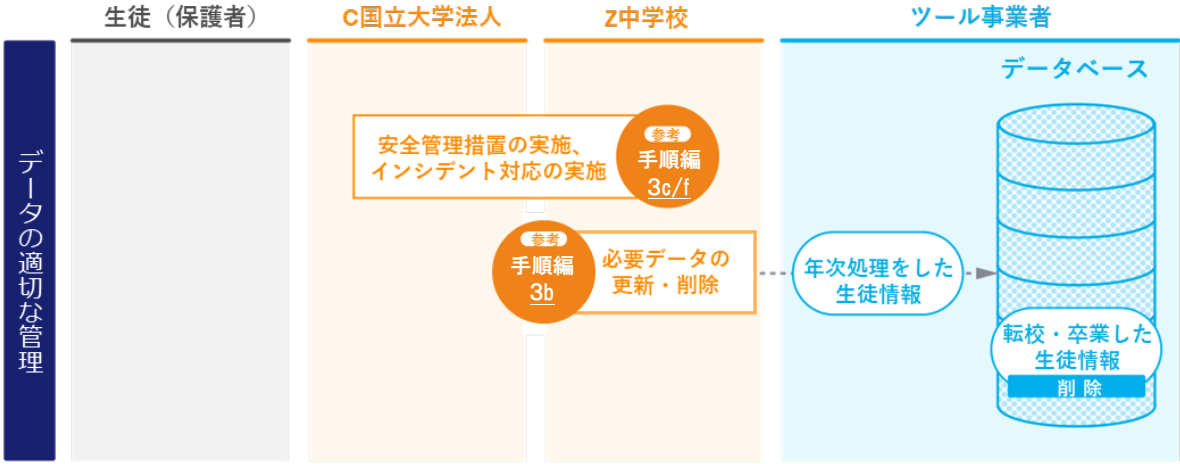 生徒（保護者）
C国立大学法人
Z中学校
ツール事業者
データの適切な管理
安全管理措置の実施、
インシデント対応の実施
参考
手順編
3c/f
参考
手順編
3b
必要データの
更新・削除
年次処理をした
生徒情報
データベース
転校・卒業した
生徒情報
削除